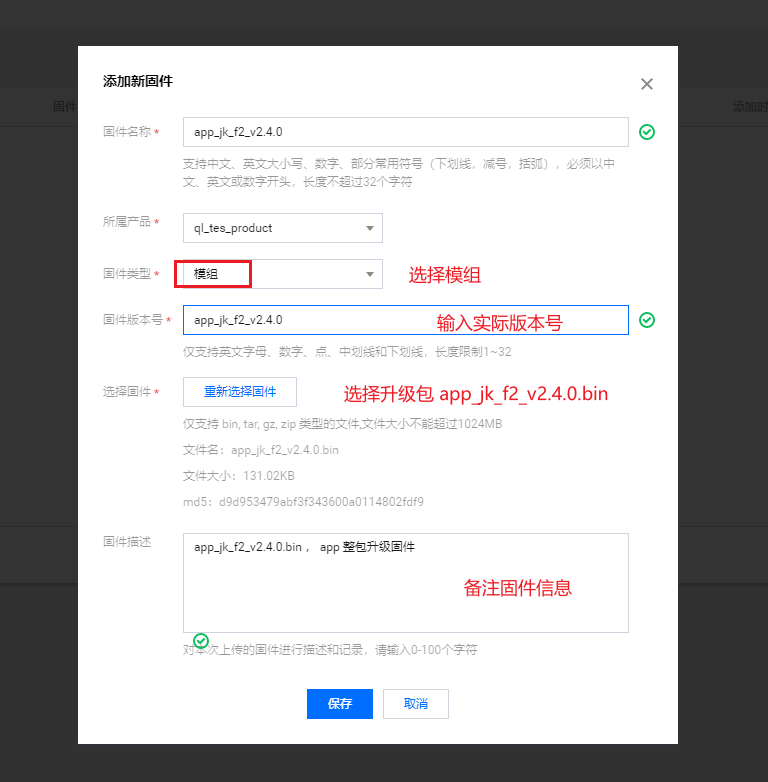 添加新固件
固件
添加时
固件名称 *
app_jk_f2_v2.4.0
支持中文、英文大小写、数字、部分常用符号（下划线，减号，括弧），必须以中
文、英文或数字开头，长度不超过32个字符
所属产品 *
ql_tes_product
固件类型 *
模组
选择模组
固件版本号 *
app_jk_f2_v2.4.0
输入实际版本号
仅支持英文字母、数字、点、中划线和下划线，长度限制1~32
选择固件 *
重新选择固件
选择升级包 app_jk_f2_v2.4.0.bin
仅支持 bin, tar, gz, zip 类型的文件,文件大小不能超过1024MB
文件名：app_jk_f2_v2.4.0.bin
文件大小：131.02KB
md5：d9d953479abf3f343600a0114802fdf9
固件描述
app_jk_f2_v2.4.0.bin ， app 整包升级固件
备注固件信息
对本次上传的固件进行描述和记录，请输入0-100个字符
保存
取消